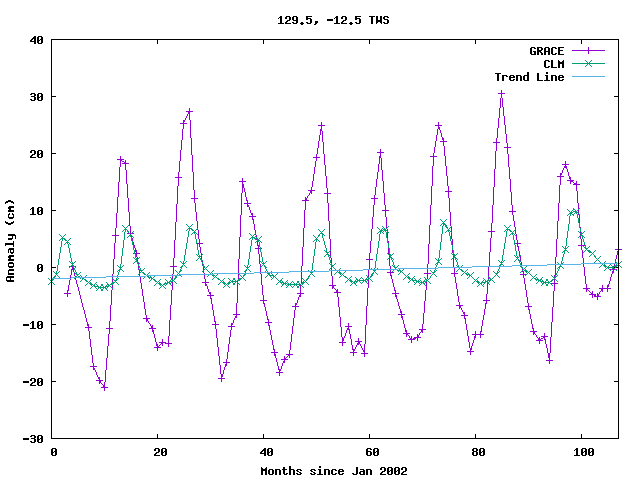 129.5, -12.5 TWS
GRACE
CLM
Trend Line
Anomaly (cm)
40
30
20
10
0
-10
-20
-30
0 20 40 60 80 100
Months since Jan 2002